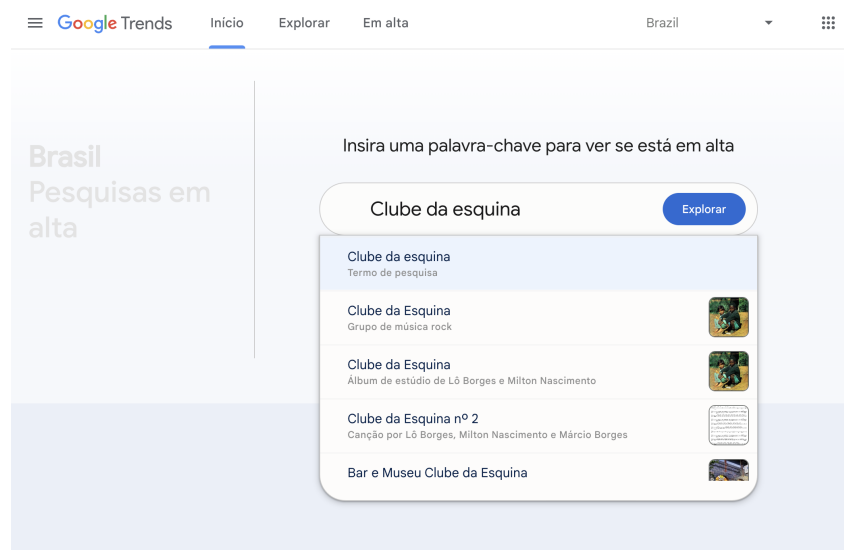 Google Trends
Início
Explorar
Em alta
Brazil
Brasil
Pesquisas em
alta
Insira uma palavra-chave para ver se está em alta
Clube da esquina
Explorar
Clube da esquina
Termo de pesquisa
Clube da Esquina
Grupo de música rock
Clube da Esquina
Álbum de estúdio de Lô Borges e Milton Nascimento
Clube da Esquina nº 2
Canção por Lô Borges, Milton Nascimento e Márcio Borges
Bar e Museu Clube da Esquina